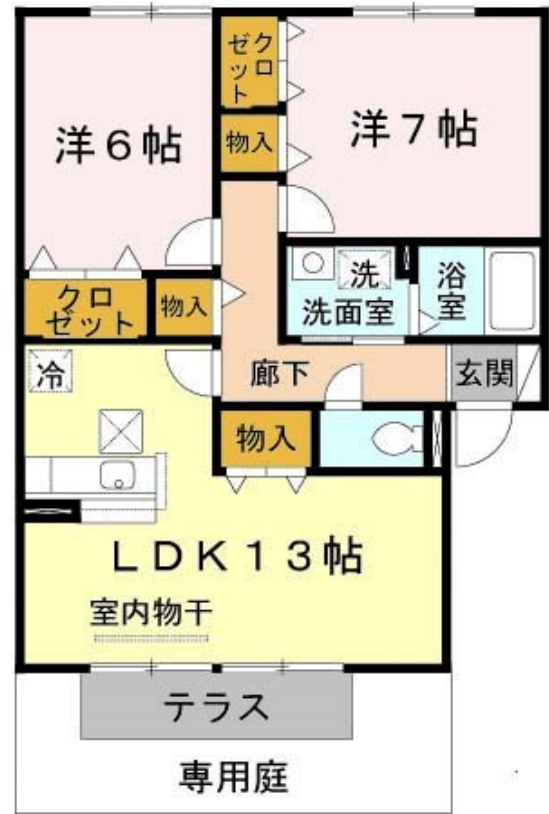 クロ
ゼット
洋6帖
物入
洋7帖
洗
洗面室
浴
室
クロ
ゼット
物入
冷
廊下
玄関
物入
LDK13帖
室内物干
テラス
専用庭